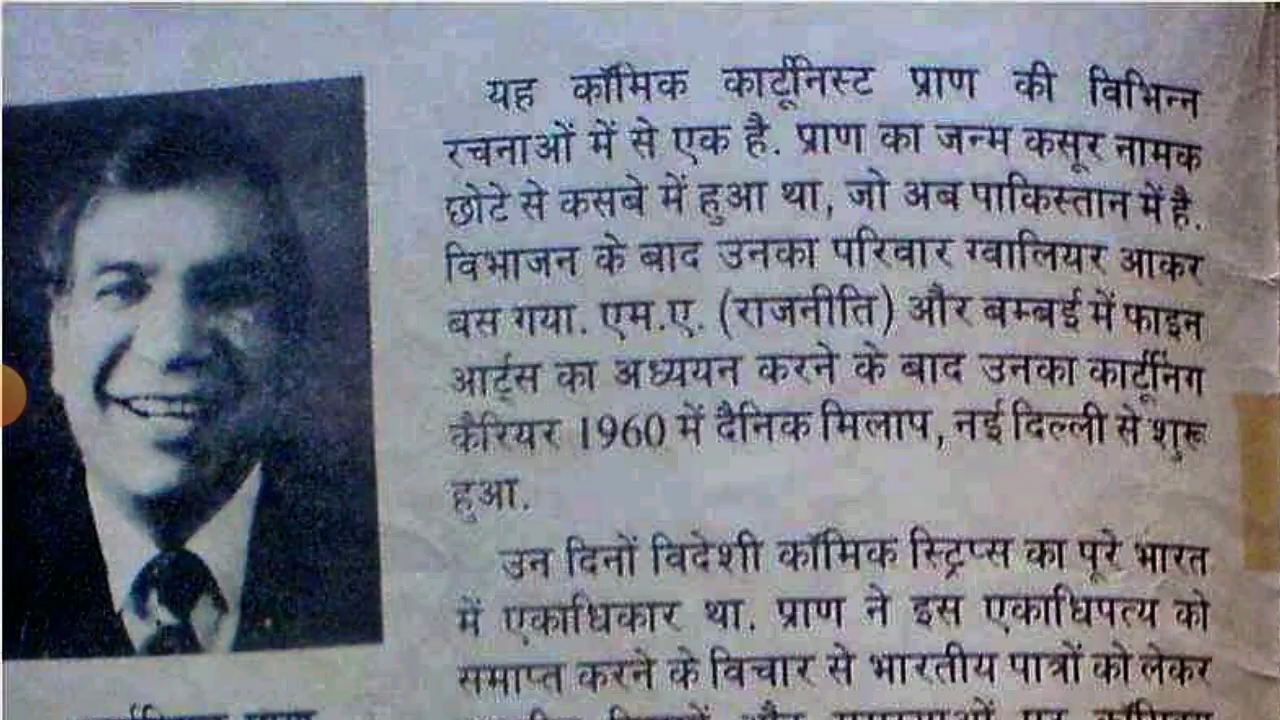 यह कॉमिक कार्टूनिस्ट प्राण की विभिन्न
रचनाओं में से एक है. प्राण का जन्म कसूर नामक
छोटे से कसबे में हुआ था, जो अब पाकिस्तान में है.
विभाजन के बाद उनका परिवार ग्वालियर आकर
बस गया. एम.ए. (राजनीति) और बम्बई में फाइन
आर्ट्स का अध्ययन करने के बाद उनका कार्टूनिंग
कैरियर 1960 में दैनिक मिलाप, नई दिल्ली से शुरू
हुआ.
उन दिनों विदेशी कॉमिक स्ट्रिप्स का पूरे भारत
में एकाधिकार था. प्राण ने इस एकाधिपत्य को
समाप्त करने के विचार से भारतीय पात्रों को लेकर